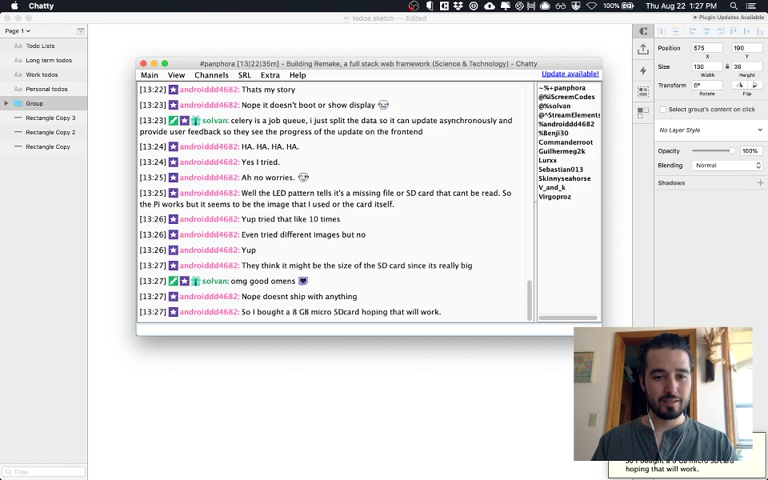 Chatty
100%
Thu Aug 22 1:27 PM
todos.sketch — Edited
Plugin Updates Available
Page 1
Todo Lists
Long term todos
Work todos
Personal todos
Group
Rectangle Copy 3
Rectangle Copy 2
Rectangle Copy
Filter
#panphora [13|22|35m] - Building Remake, a full stack web framework (Science & Technology) - Chatty
Main View Channels SRL Extra Help
Update available!
[13:22] androiddd4682: Thats my story
[13:23] androiddd4682: Nope it doesn't boot or show display
[13:23] solvan: celery is a job queue, i just split the data so it can update asynchronously and
provide user feedback so they see the progress of the update on the frontend
[13:24] androiddd4682: HA. HA. HA. HA.
[13:24] androiddd4682: Yes I tried.
[13:25] androiddd4682: Ah no worries.
[13:25] androiddd4682: Well the LED pattern tells it's a missing file or SD card that cant be read. So
the Pi works but it seems to be the image that I used or the card itself.
[13:26] androiddd4682: Yup tried that like 10 times
[13:26] androiddd4682: Even tried different images but no
[13:26] androiddd4682: Yup
[13:27] androiddd4682: They think it might be the size of the SD card since its really big
[13:27] solvan: omg good omens
[13:27] androiddd4682: Nope doesnt ship with anything
[13:27] androiddd4682: So I bought a 8 GB micro SDcard hoping that will work.
~%+panphora
@%iScreemCodes
@%solvan
@^StreamElements
%androiddd4682
%Benji30
Commanderroot
Guilhermeg2k
Lurxx
Sebastian013
Skinnyseahorse
V_and_k
Virgoproz
Position 575 190
X Y
Size 130 36
Width Height
Transform 0°
Rotate Flip
Select group's content on click
No Layer Style
Opacity 100%
Blending Normal
Shadows
So I bought a 8 GB micro SDcard
hoping that will work.